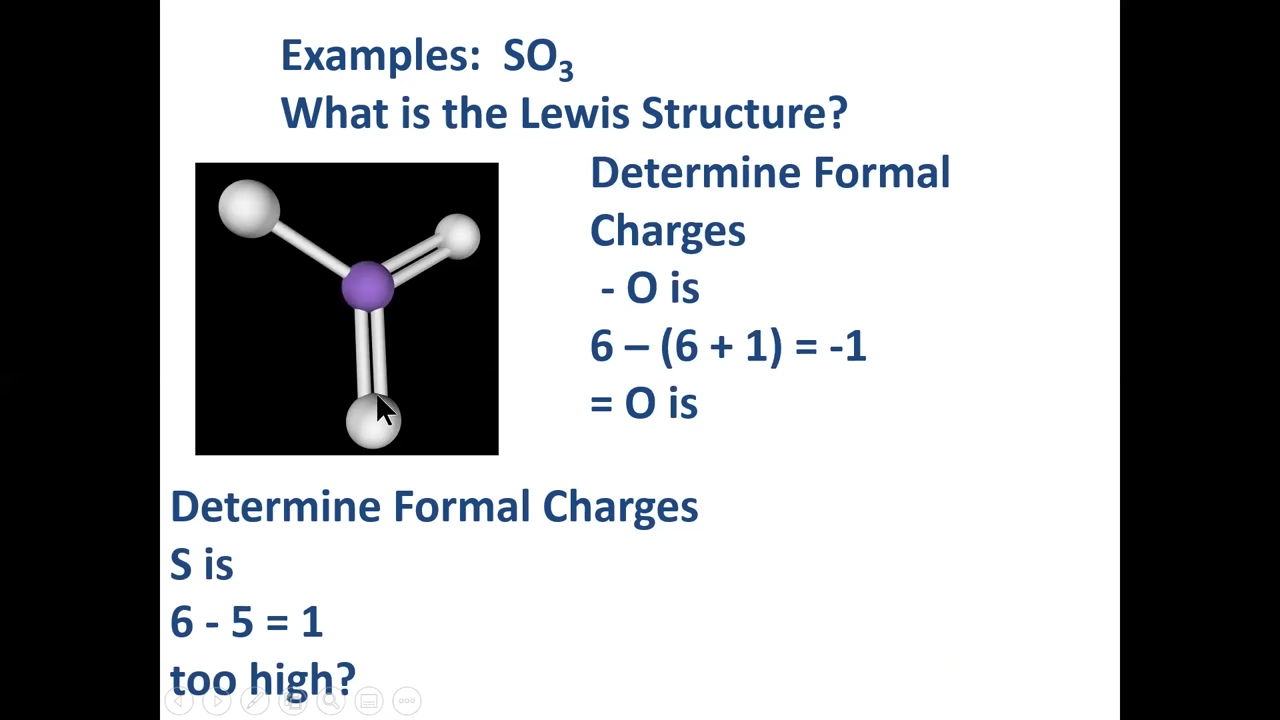 Examples:  SO₃
What is the Lewis Structure?
Determine Formal
Charges
- O is
6 – (6 + 1) = -1
= O is
Determine Formal Charges
S is
6 - 5 = 1
too high?